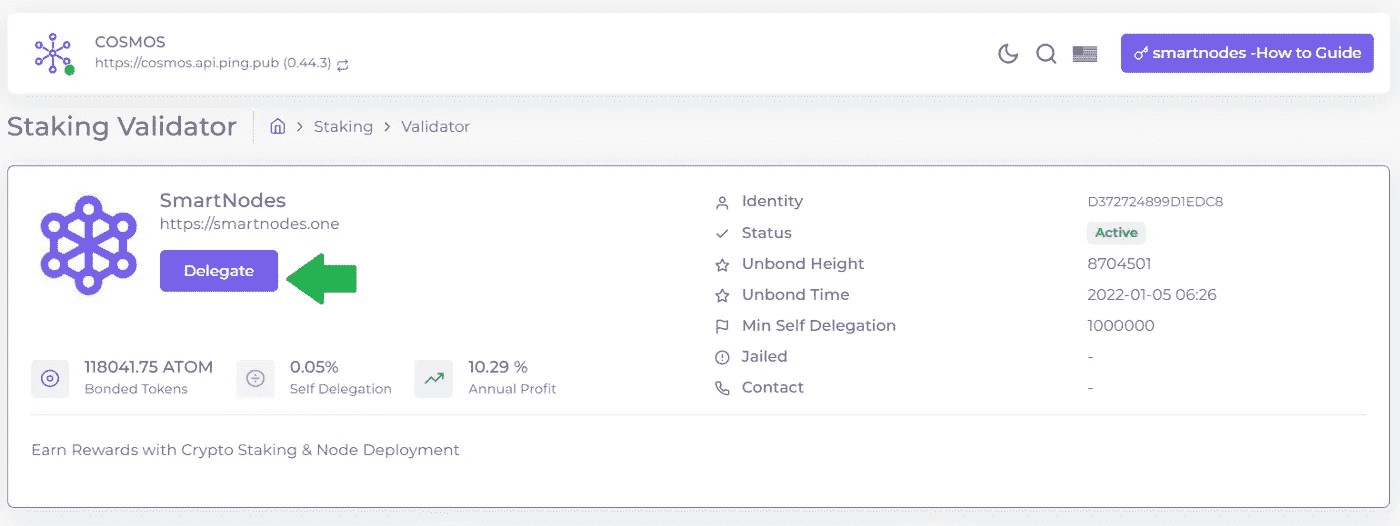 COSMOS
https://cosmos.api.ping.pub (0.44.3)
smartnodes -How to Guide
Staking Validator
Staking > Validator
SmartNodes
https://smartnodes.one
Delegate
118041.75 ATOM
Bonded Tokens
0.05%
Self Delegation
10.29 %
Annual Profit
Identity D372724899D1EDC8
Status Active
Unbond Height 8704501
Unbond Time 2022-01-05 06:26
Min Self Delegation 1000000
Jailed -
Contact -
Earn Rewards with Crypto Staking & Node Deployment